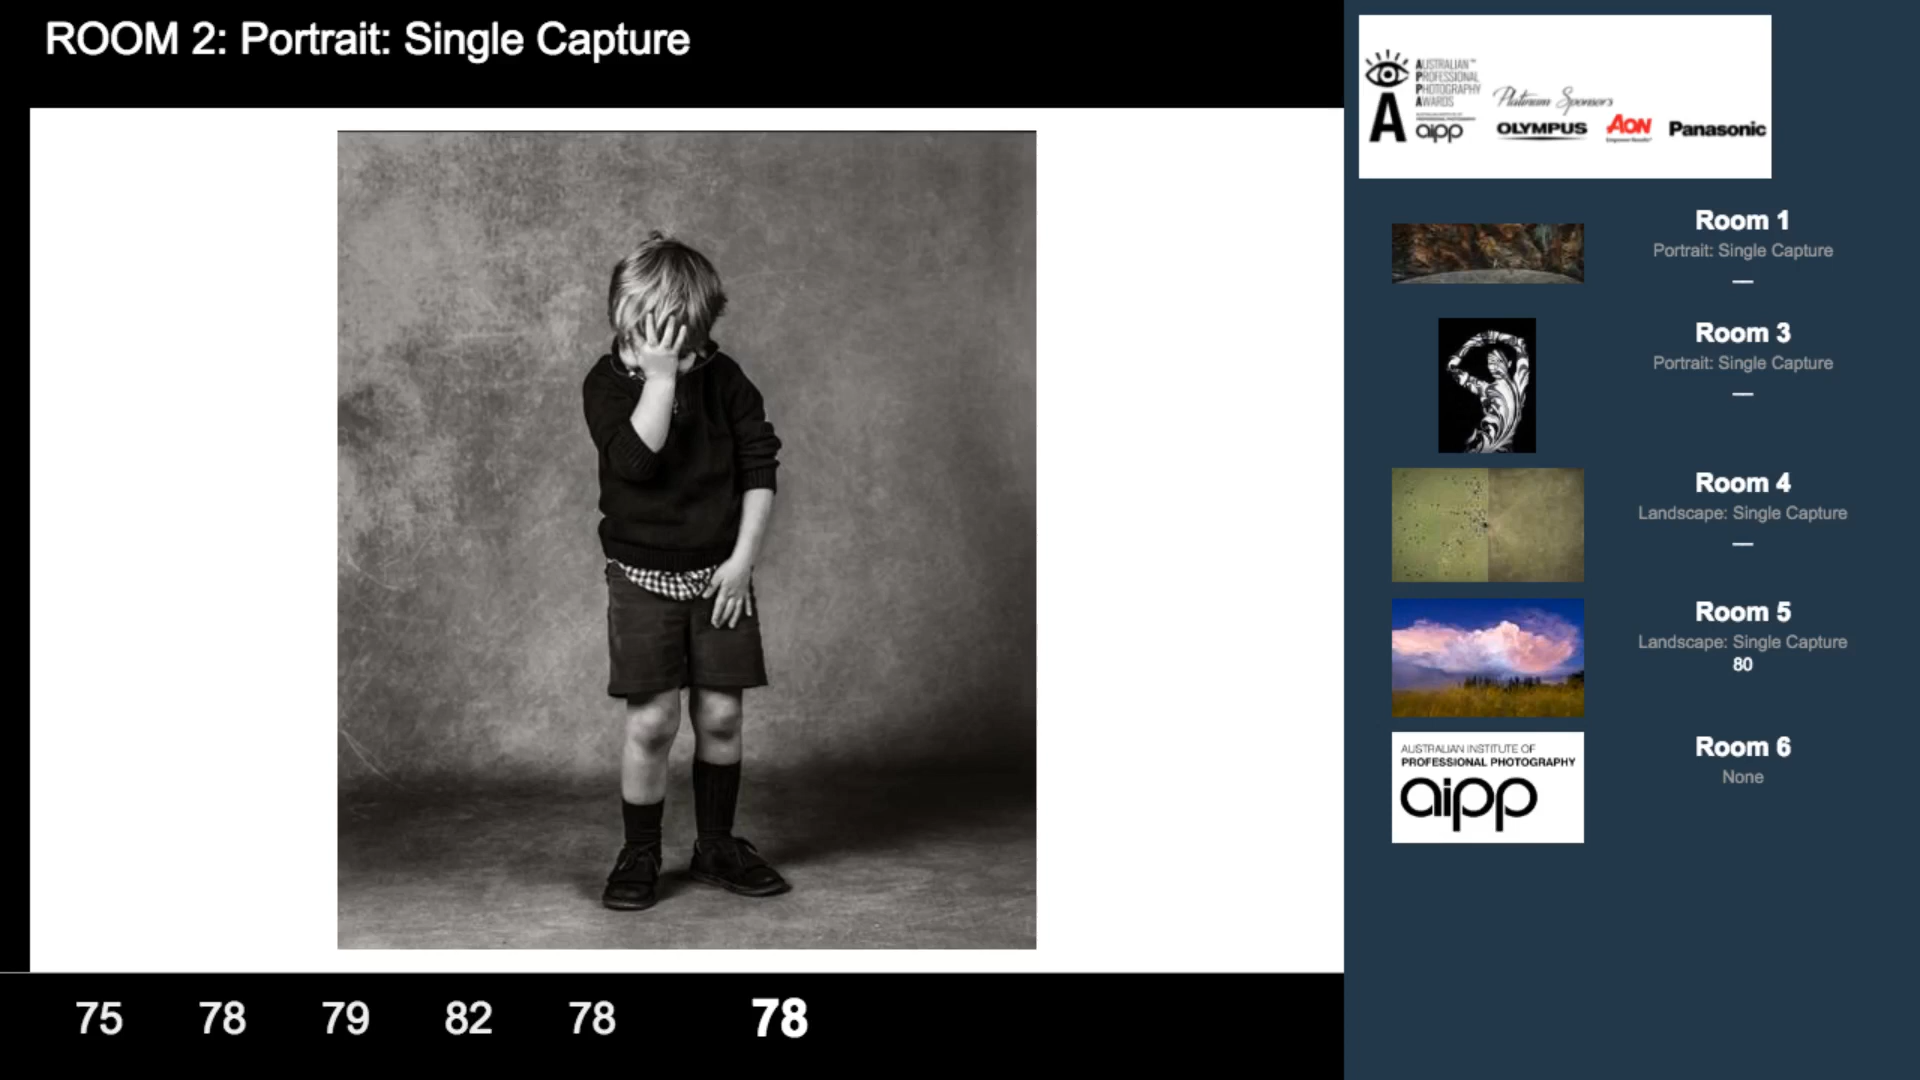 ROOM 2: Portrait: Single Capture
AUSTRALIAN™
PROFESSIONAL
PHOTOGRAPHY
AWARDS
aipp
Platinum Sponsors
OLYMPUS
AON
Panasonic
Room 1
Portrait: Single Capture
—
Room 3
Portrait: Single Capture
—
Room 4
Landscape: Single Capture
—
Room 5
Landscape: Single Capture
80
AUSTRALIAN INSTITUTE OF
PROFESSIONAL PHOTOGRAPHY
aipp
Room 6
None
75 78 79 82 78 78